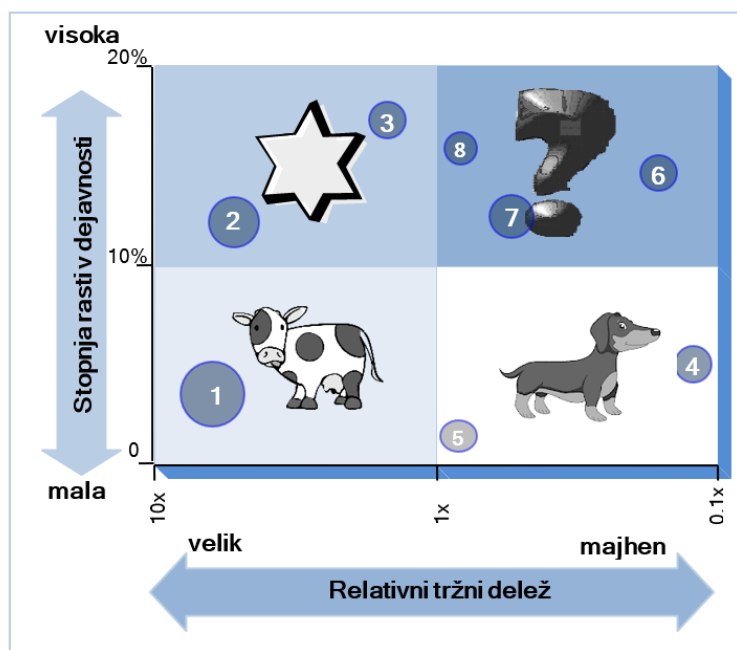 visoka
20%
3
8
6
2
7
10%
Stopnja rasti v dejavnosti
1
4
5
0
mala
10x
1x
0.1x
velik
majhen
Relativni tržni delež